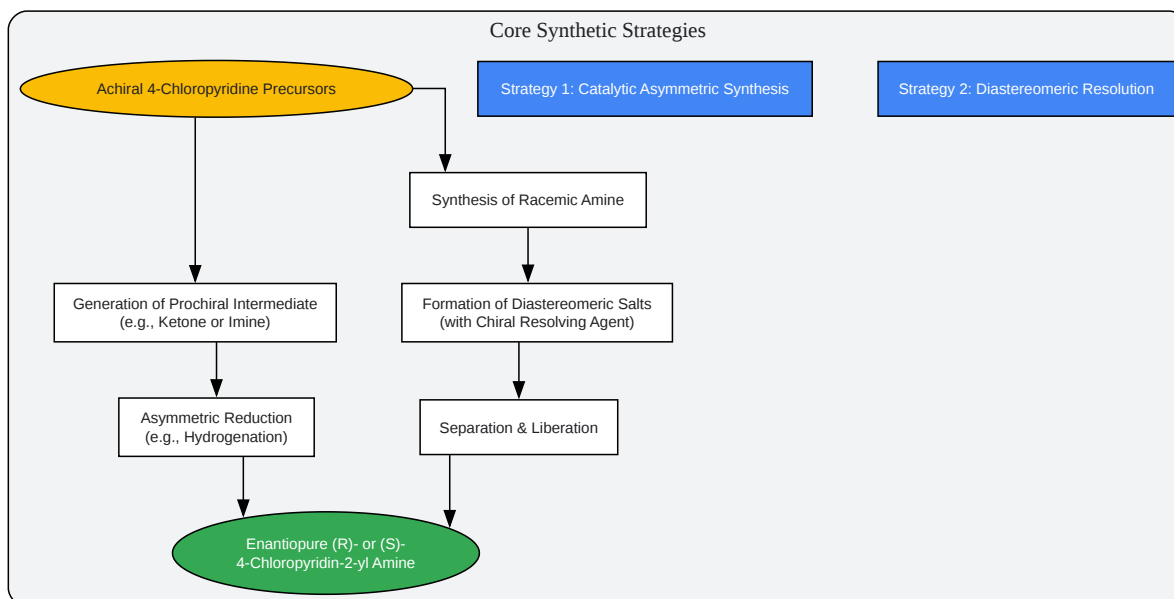 Core Synthetic Strategies
Achiral 4-Chloropyridine Precursors
Strategy 1: Catalytic Asymmetric Synthesis
Strategy 2: Diastereomeric Resolution
Synthesis of Racemic Amine
Generation of Prochiral Intermediate
(e.g., Ketone or Imine)
Formation of Diastereomeric Salts
(with Chiral Resolving Agent)
Asymmetric Reduction
(e.g., Hydrogenation)
Separation & Liberation
Enantiopure (R)- or (S)-
4-Chloropyridin-2-yl Amine